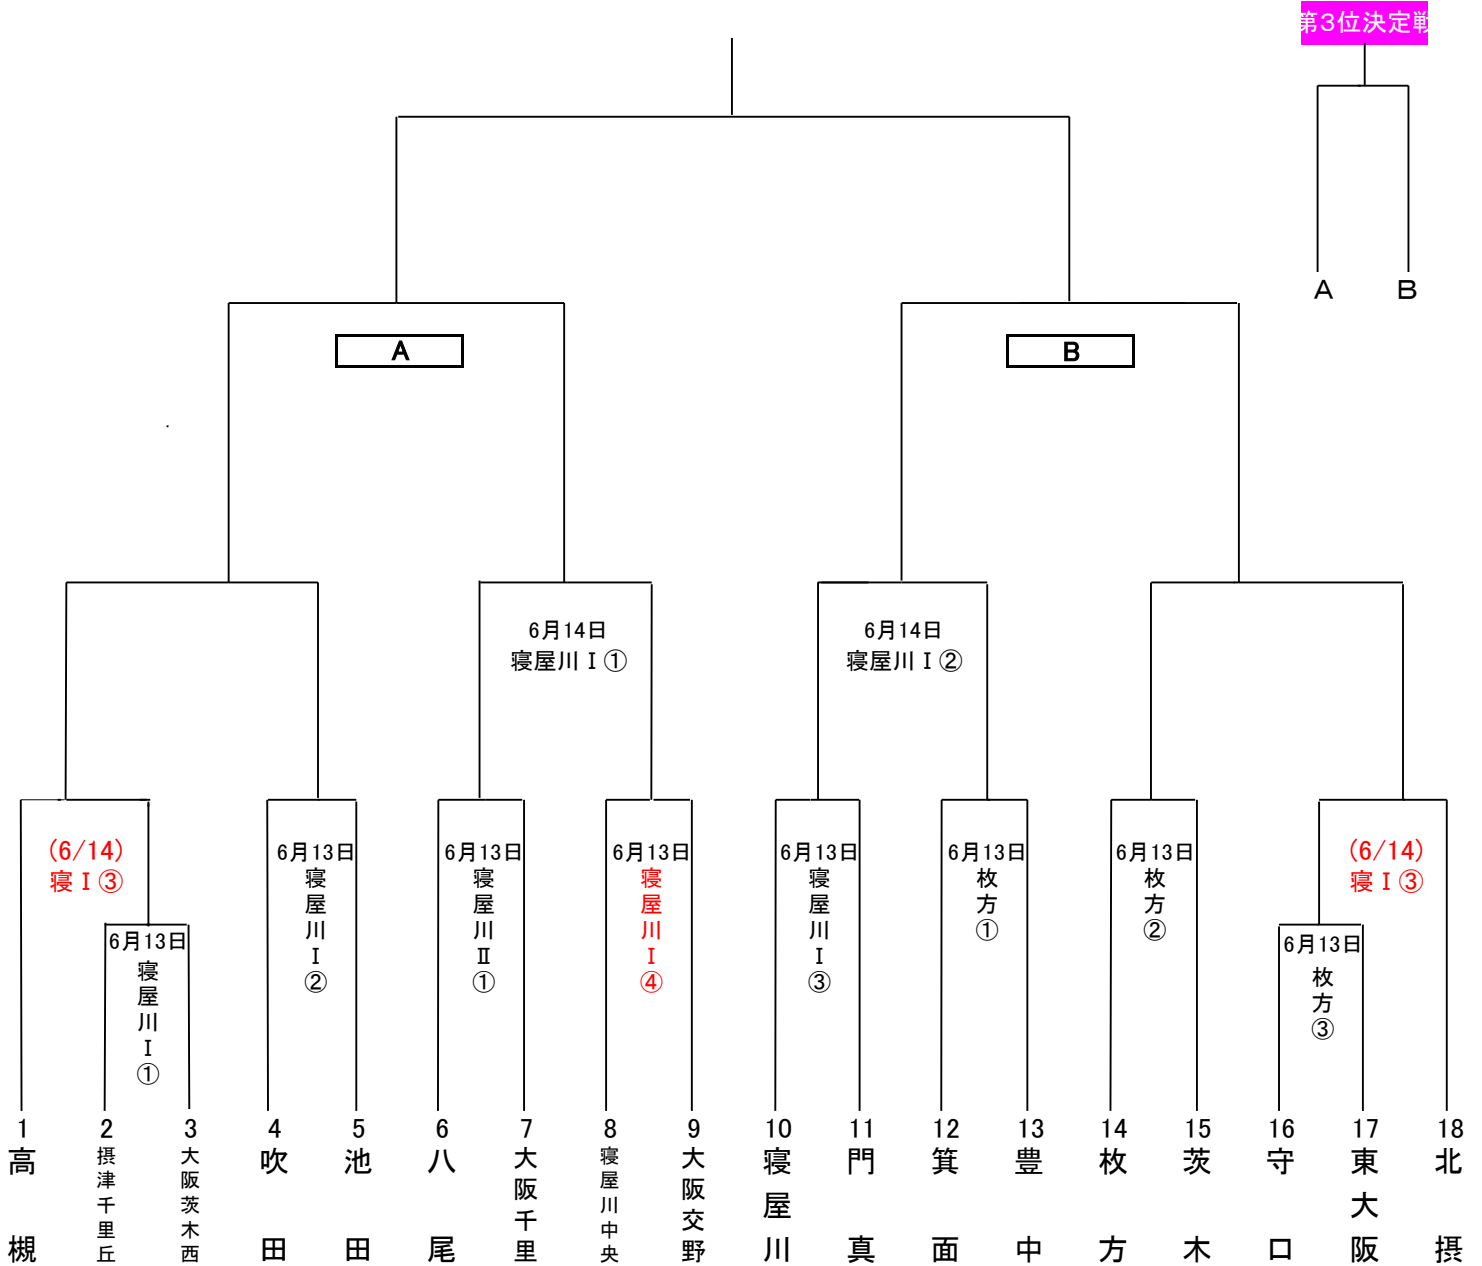 第3位決定戦
A
B
A
B
6月14日
寝屋川Ⅰ①
6月14日
寝屋川Ⅰ②
(6/14)
寝Ⅰ③
6月13日
寝屋川Ⅰ①
6月13日
寝屋川Ⅰ②
6月13日
寝屋川Ⅱ①
6月13日
寝屋川Ⅰ④
6月13日
寝屋川Ⅰ③
6月13日
枚方①
6月13日
枚方②
(6/14)
寝Ⅰ③
6月13日
枚方③
1
高槻
2
摂津千里丘
3
大阪茨木西
4
吹田
5
池田
6
八尾
7
大阪千里
8
寝屋川中央
9
大阪交野
10
寝屋川
11
門真
12
箕面
13
豊中
14
枚方
15
茨木
16
守口
17
東大阪
18
北摂